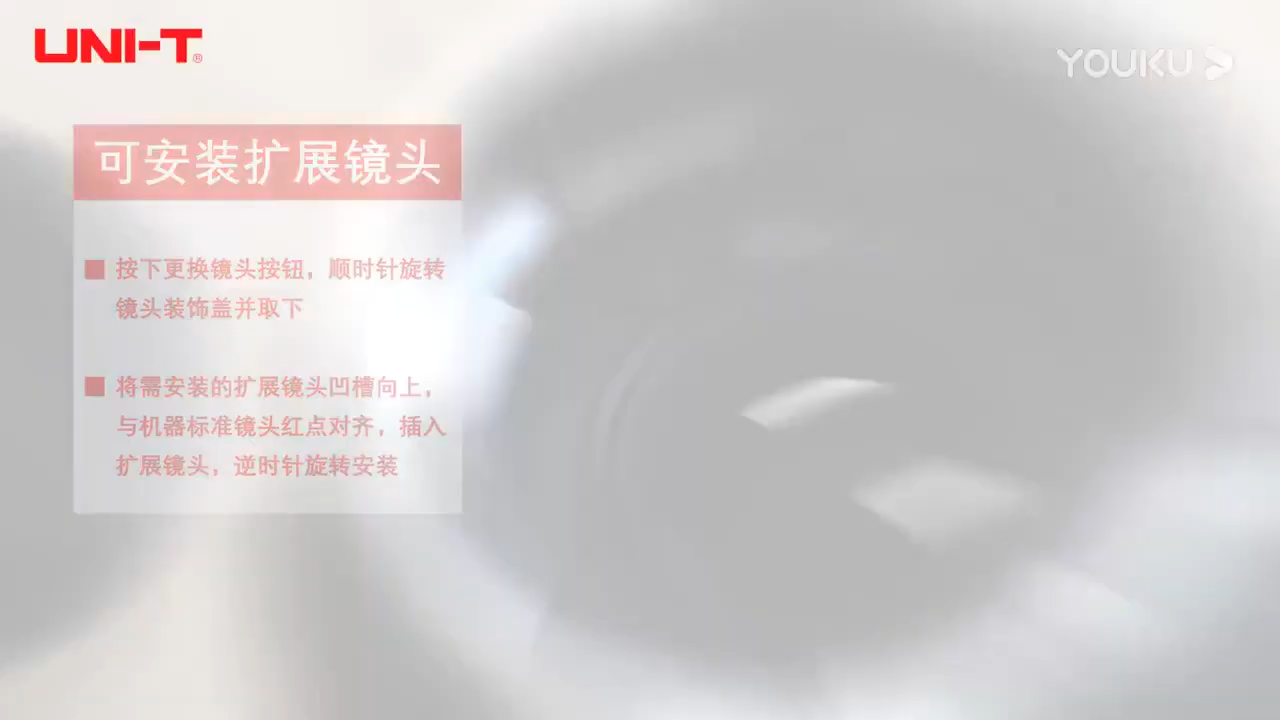 UNI-T®
YOUKU
可安装扩展镜头
按下更换镜头按钮，顺时针旋转
镜头装饰盖并取下
将需安装的扩展镜头凹槽向上，
与机器标准镜头红点对齐，插入
扩展镜头，逆时针旋转安装